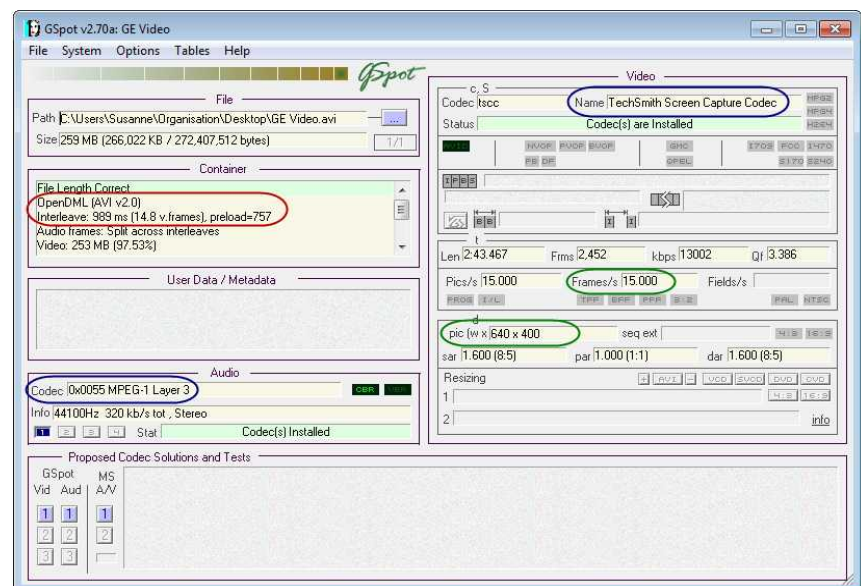 GSpot v2.70a: GE Video
File System Options Tables Help
GSpot
File
Path C:\Users\Susanne\Organisation\Desktop\GE Video.avi ...
Size 259 MB (266,022 KB / 272,407,512 bytes) 1/1
Container
File Length Correct
OpenDML (AVI v2.0)
Interleave: 989 ms (14.8 v.frames), preload=757
Audio frames: Split across interleaves
Video: 253 MB (97.53%)
User Data / Metadata
Audio
Codec 0x0055 MPEG-1 Layer 3 CBR VBR
Info 44100Hz 320 kb/s tot , Stereo
1 2 3 4 Stat Codec(s) Installed
Video
c, S
Codec tscc Name TechSmith Screen Capture Codec MPG2
MPG4
Status Codec(s) are Installed H264
NVOP PVOP BVOP GMC I709 FCC I470
PB DF QPEL S170 S240
I P B S
B B I I
t
Len 2:43.467 Frms 2,452 kbps 13002 Qf 3.386
Pics/s 15.000 Frames/s 15.000 Fields/s
PROG I/L TFF BFF PPP 3:2 PAL NTSC
d
pic (w x 640 x 400 seq ext 4:3 16:9
sar 1.600 (8:5) par 1.000 (1:1) dar 1.600 (8:5)
Resizing + AVI - VCD SVCD DVD CVD
1 4:3 16:9
2 info
Proposed Codec Solutions and Tests
GSpot MS
Vid Aud A/V
1 1 1
2 2 2
3 3